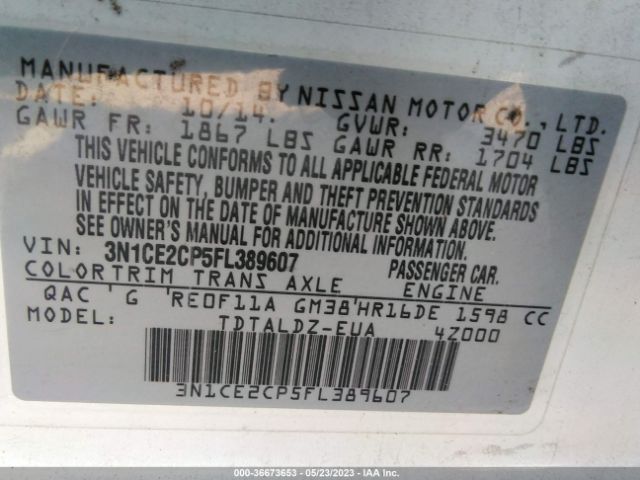 MANUFACTURED BY NISSAN MOTOR CO., LTD.
DATE: 10/14. GVWR: 3470 LBS
GAWR FR: 1867 LBS GAWR RR: 1704 LBS
THIS VEHICLE CONFORMS TO ALL APPLICABLE FEDERAL MOTOR
VEHICLE SAFETY, BUMPER AND THEFT PREVENTION STANDARDS
IN EFFECT ON THE DATE OF MANUFACTURE SHOWN ABOVE.
SEE OWNER'S MANUAL FOR ADDITIONAL INFORMATION.
VIN: 3N1CE2CP5FL389607 PASSENGER CAR.
COLORTRIM TRANS AXLE ENGINE
QAC 'G 'RE0F11A GM38'HR16DE 1598 CC
MODEL TDTALDZ-EUA 4Z000
3N1CE2CP5FL389607
000-36673653 - 05/23/2023 - IAA Inc.